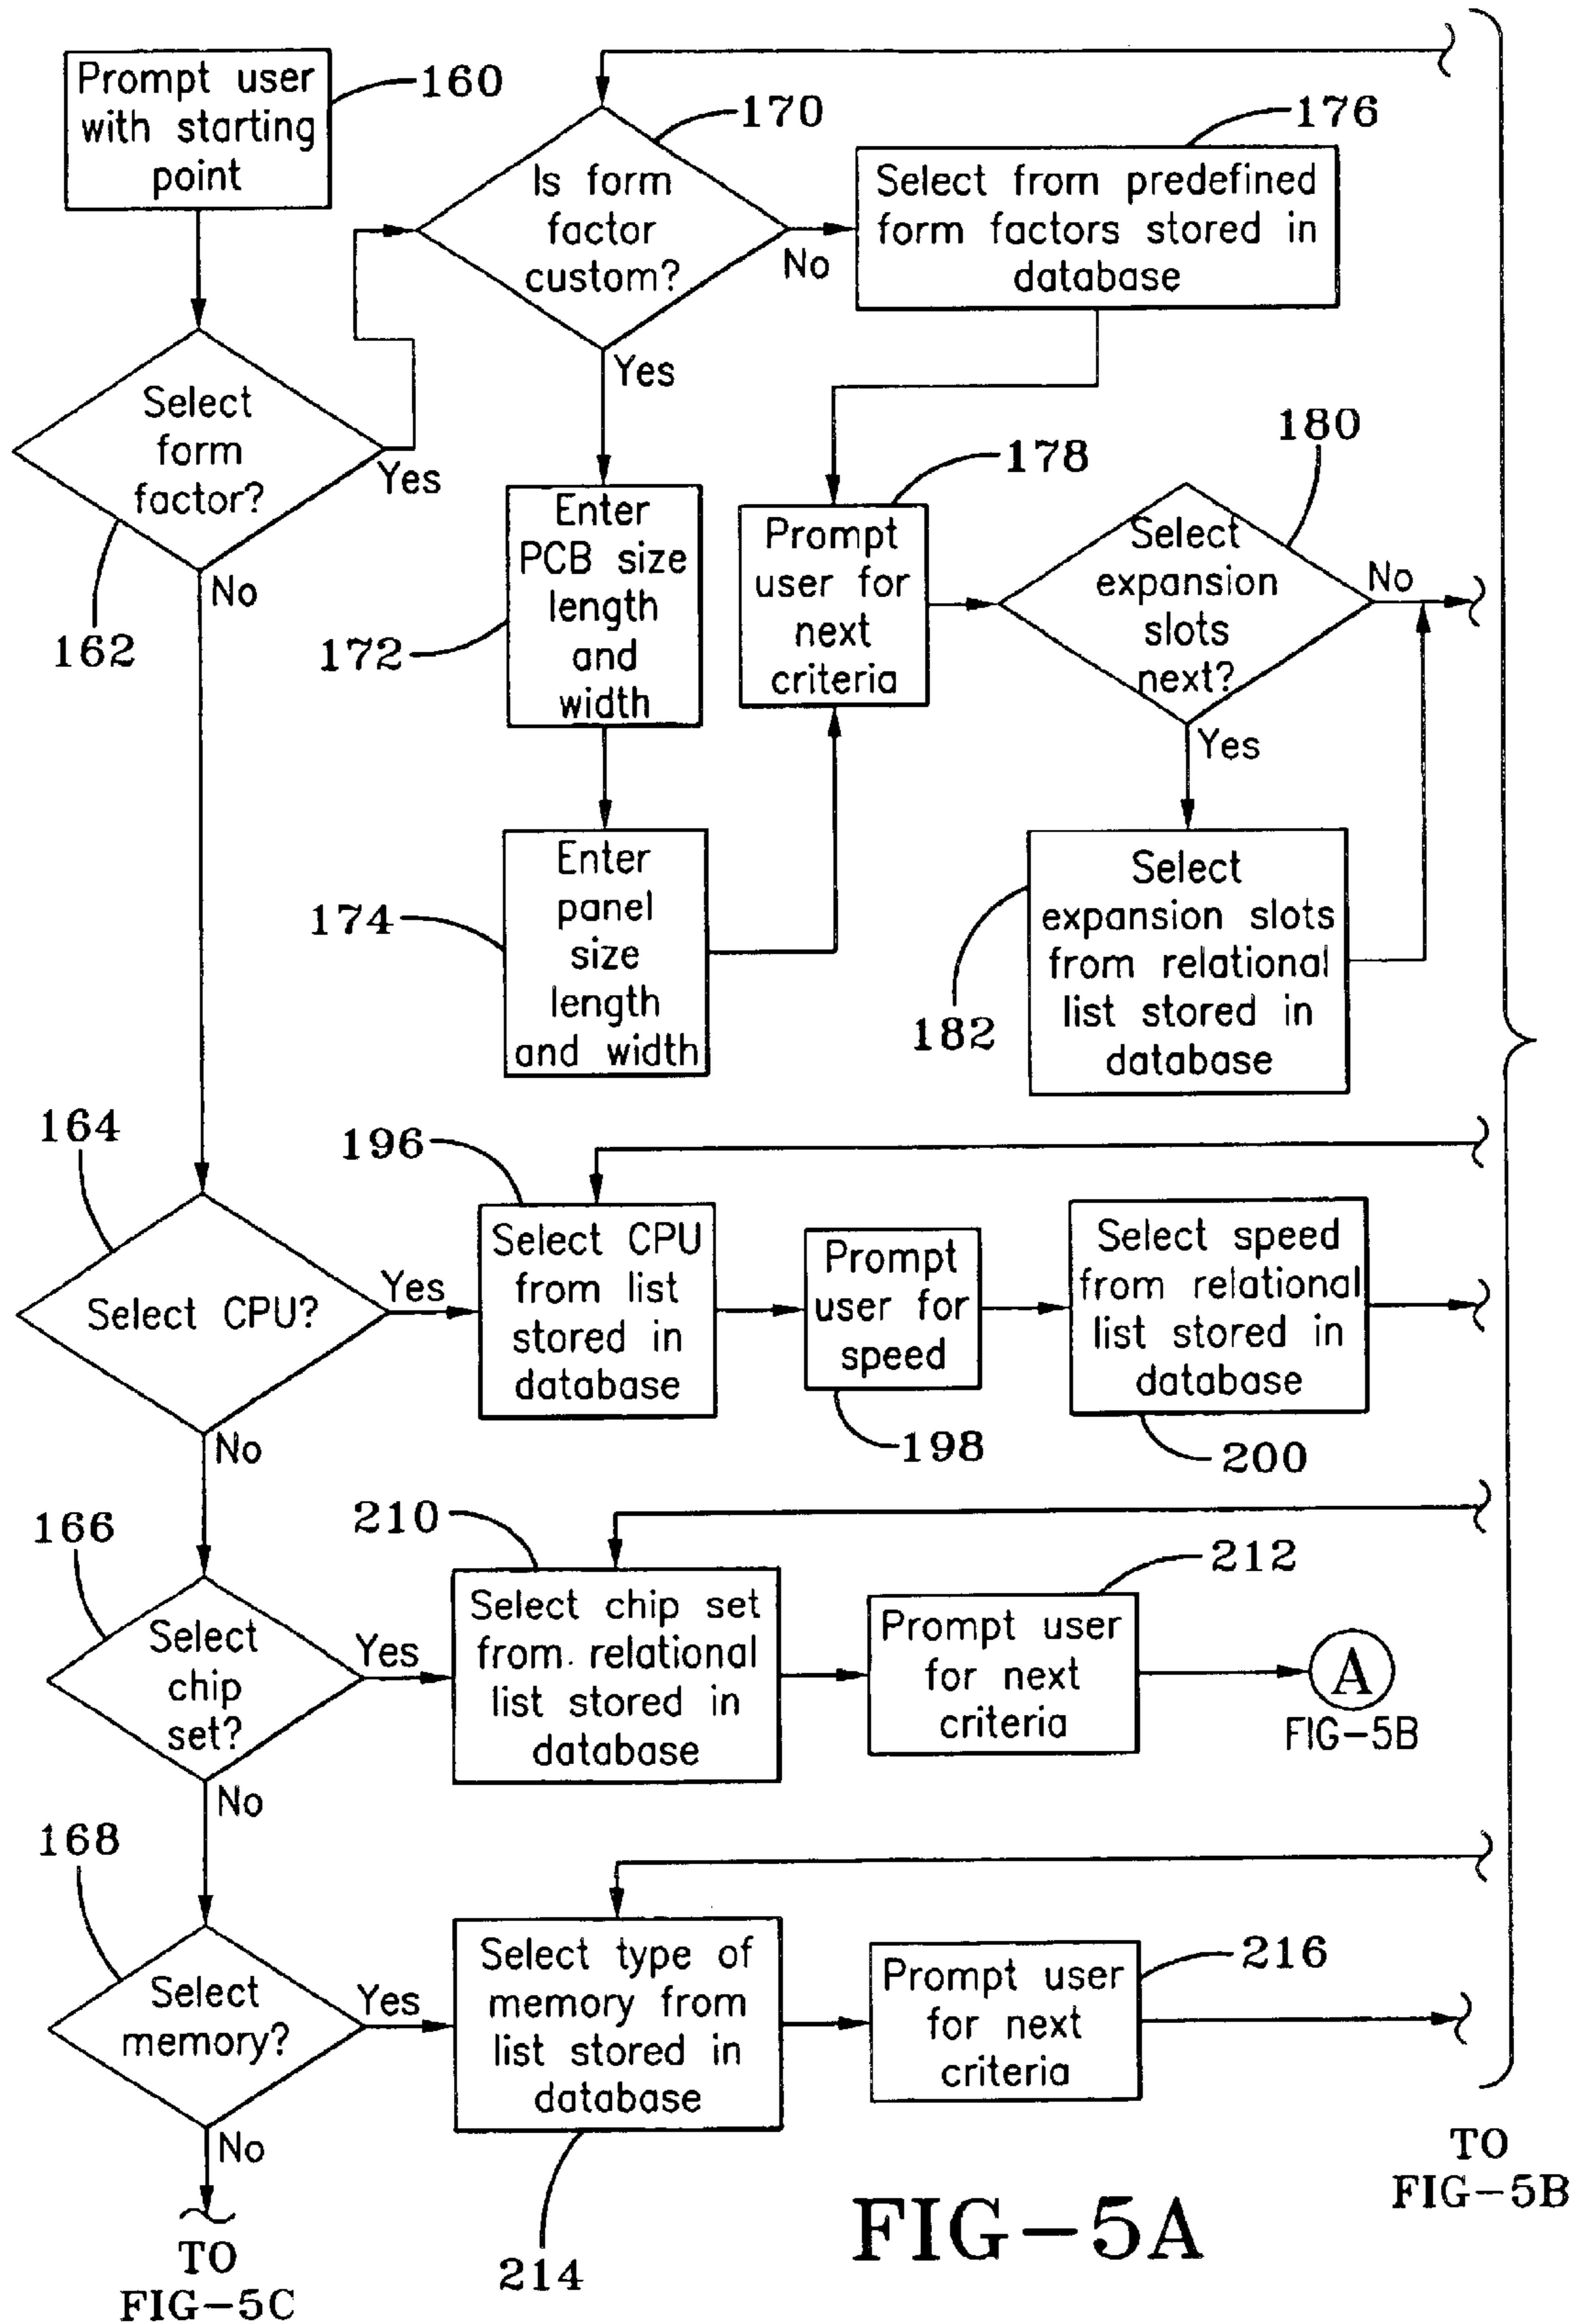 Prompt user
with starting
point
160
Select
form
factor?
Yes
No
162
Is form
factor
custom?
170
No
Yes
Select from predefined
form factors stored in
database
176
Enter
PCB size
length
and
width
172
Enter
panel
size
length
and width
174
Prompt
user for
next
criteria
178
Select
expansion
slots
next?
180
No
Yes
Select
expansion slots
from relational
list stored in
database
182
164
Select CPU?
Yes
No
196
Select CPU
from list
stored in
database
Prompt
user for
speed
198
Select speed
from relational
list stored in
database
200
166
Select
chip
set?
Yes
No
210
Select chip set
from relational
list stored in
database
212
Prompt user
for next
criteria
A
FIG-5B
168
Select
memory?
Yes
No
Select type of
memory from
list stored in
database
214
Prompt user
for next
criteria
216
TO
FIG-5B
TO
FIG-5C
FIG-5A